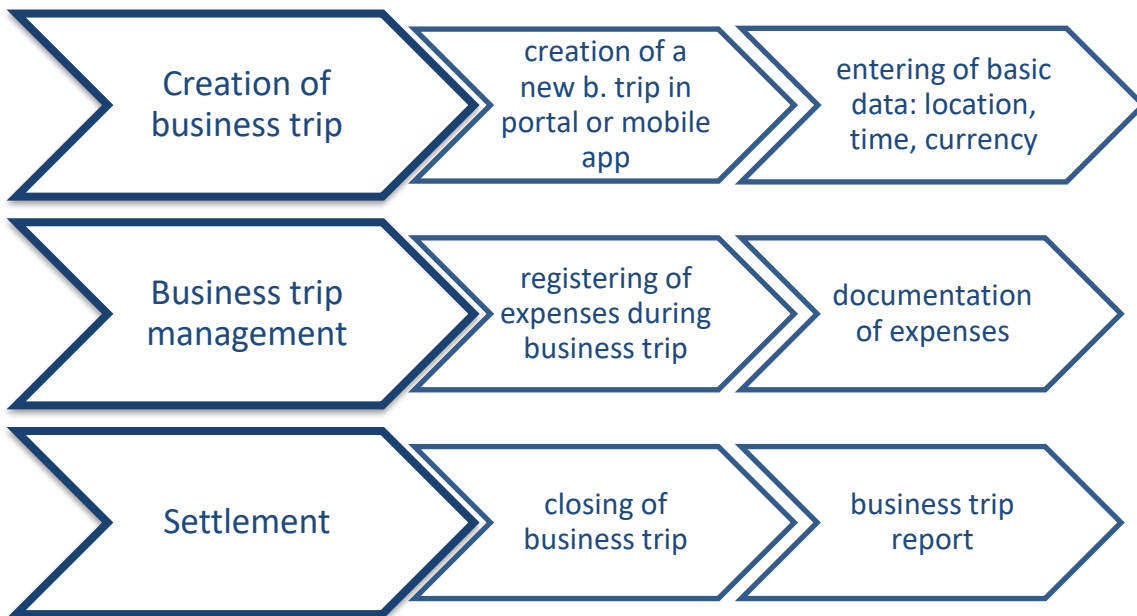 Creation of
business trip
creation of a
new b. trip in
portal or mobile
app
entering of basic
data: location,
time, currency
Business trip
management
registering of
expenses during
business trip
documentation
of expenses
Settlement
closing of
business trip
business trip
report